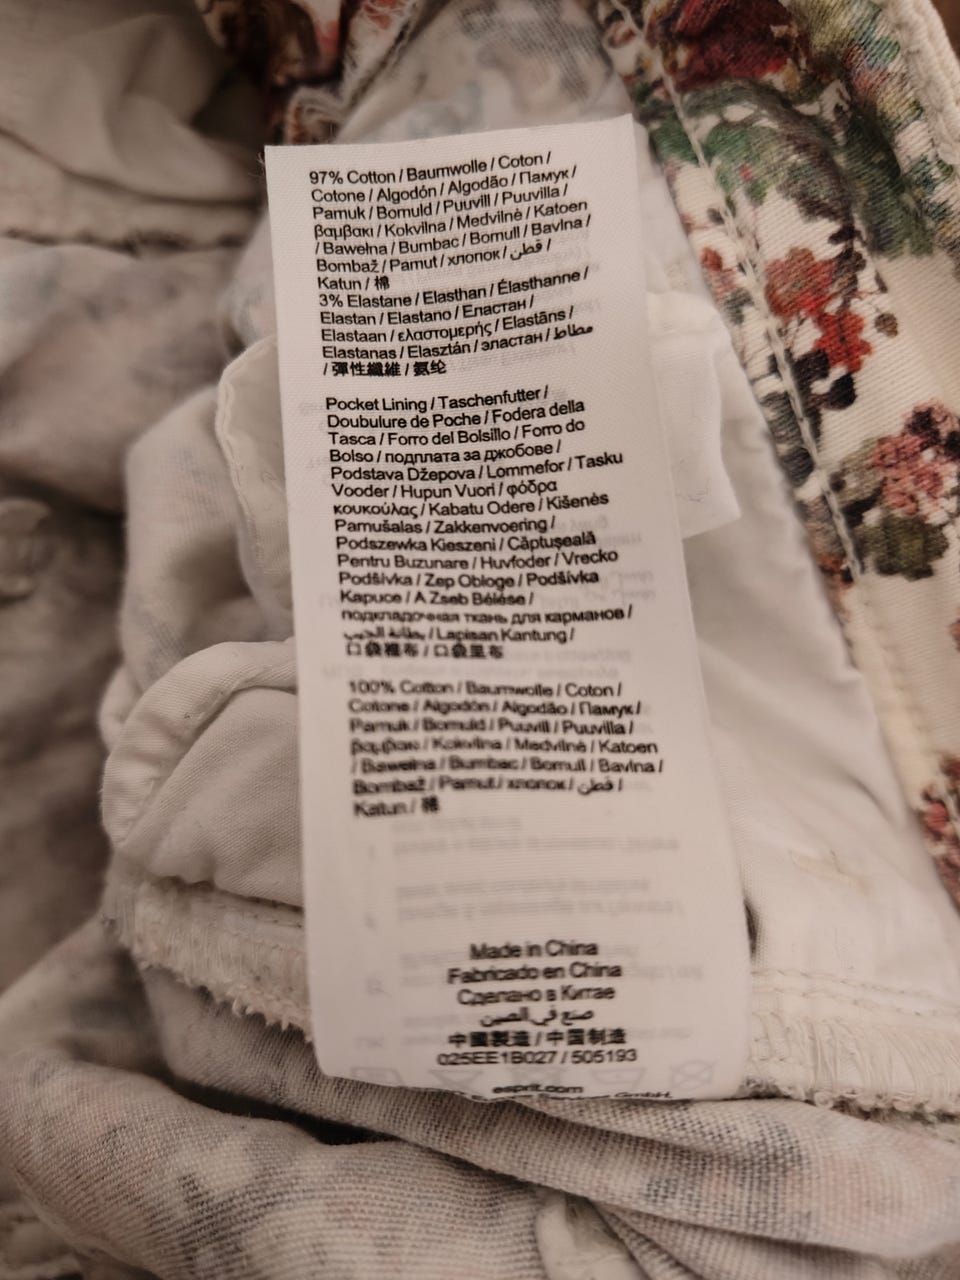 97% Cotton / Baumwolle / Coton /
Cotone / Algodón / Algodão / Памук /
Pamuk / Bomuld / Puuvill / Puuvilla /
βαμβακι / Kokvilna / Medvilnė / Katoen
/ Bawełna / Bumbac / Bomull / Bavlna /
Bombaž / Pamut / хлопок / قطن /
Katun / 棉
3% Elastane / Elasthan / Élasthanne /
Elastan / Elastano / Еластан /
Elastaan / ελαστομερής / Elastāns /
Elastanas / Elasztán / эластан / مطاط
/ 彈性纖維 / 氨纶
Pocket Lining / Taschenfutter /
Doubulure de Poche / Fodera della
Tasca / Forro del Bolsillo / Forro do
Bolso / подплата за джобове /
Podstava Džepova / Lommefor / Tasku
Vooder / Hupun Vuori / φόδρα
κουκούλας / Kabatu Odere / Kišenės
Pamušalas / Zakkenvoering /
Podszewka Kieszeni / Căptuşeală
Pentru Buzunare / Huvfoder / Vrecko
Podšívka / Zep Obloge / Podšívka
Kapuce / A Zseb Bélése /
подкладочная ткань для карманов /
بطانة الجيب / Lapisan Kantung /
口袋裡布 / 口袋里布
100% Cotton / Baumwolle / Coton /
Cotone / Algodón / Algodão / Памук /
Pamuk / Bomuld / Puuvill / Puuvilla /
βαμβακι / Kokvilna / Medvilnė / Katoen
/ Bawełna / Bumbac / Bomull / Bavlna /
Bombaž / Pamut / хлопок / قطن /
Katun / 棉
Made in China
Fabricado en China
Сделано в Китае
صنع في الصين
中國製造 / 中国制造
025EE1B027 / 505193
esprit.com
GmbH,